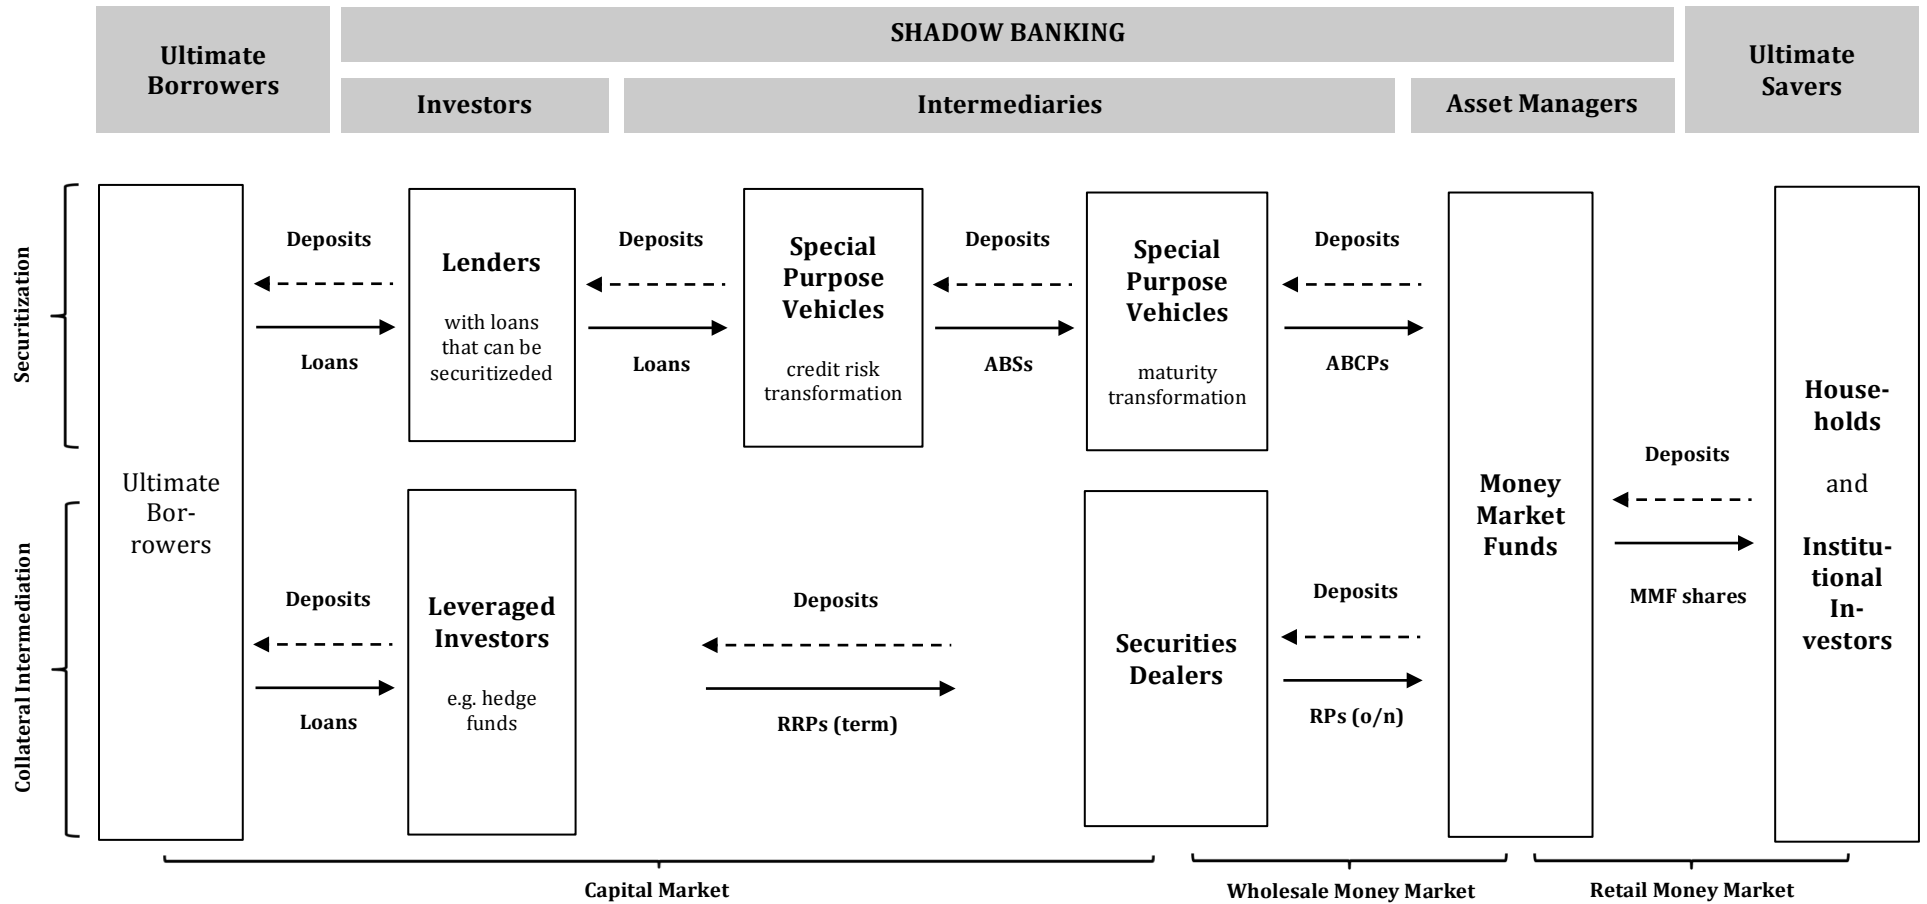 Ultimate
Borrowers
SHADOW BANKING
Ultimate
Savers
Investors
Intermediaries
Asset Managers
Securitization
Deposits
Loans
Lenders
with loans
that can be
securitizeded
Deposits
Loans
Special
Purpose
Vehicles
credit risk
transformation
Deposits
ABSs
Special
Purpose
Vehicles
maturity
transformation
Deposits
ABCPs
Ultimate
Bor-
rowers
Money
Market
Funds
Deposits
MMF shares
House-
holds
and
Institu-
tional
In-
vestors
Collateral Intermediation
Deposits
Loans
Leveraged
Investors
e.g. hedge
funds
Deposits
RRPs (term)
Securities
Dealers
Deposits
RPs (o/n)
Capital Market
Wholesale Money Market
Retail Money Market